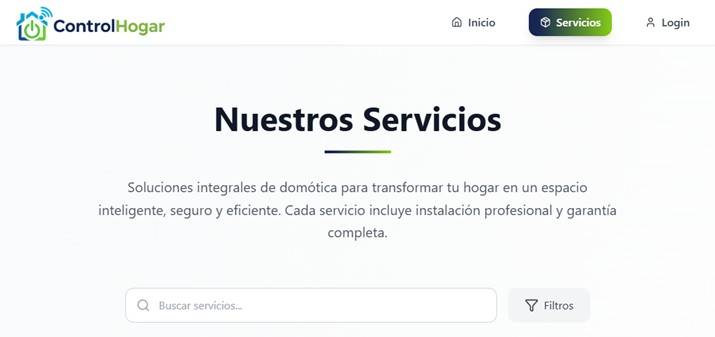 ControlHogar
Inicio
Servicios
Login
Nuestros Servicios
Soluciones integrales de domótica para transformar tu hogar en un espacio
inteligente, seguro y eficiente. Cada servicio incluye instalación profesional y garantía
completa.
Buscar servicios...
Filtros